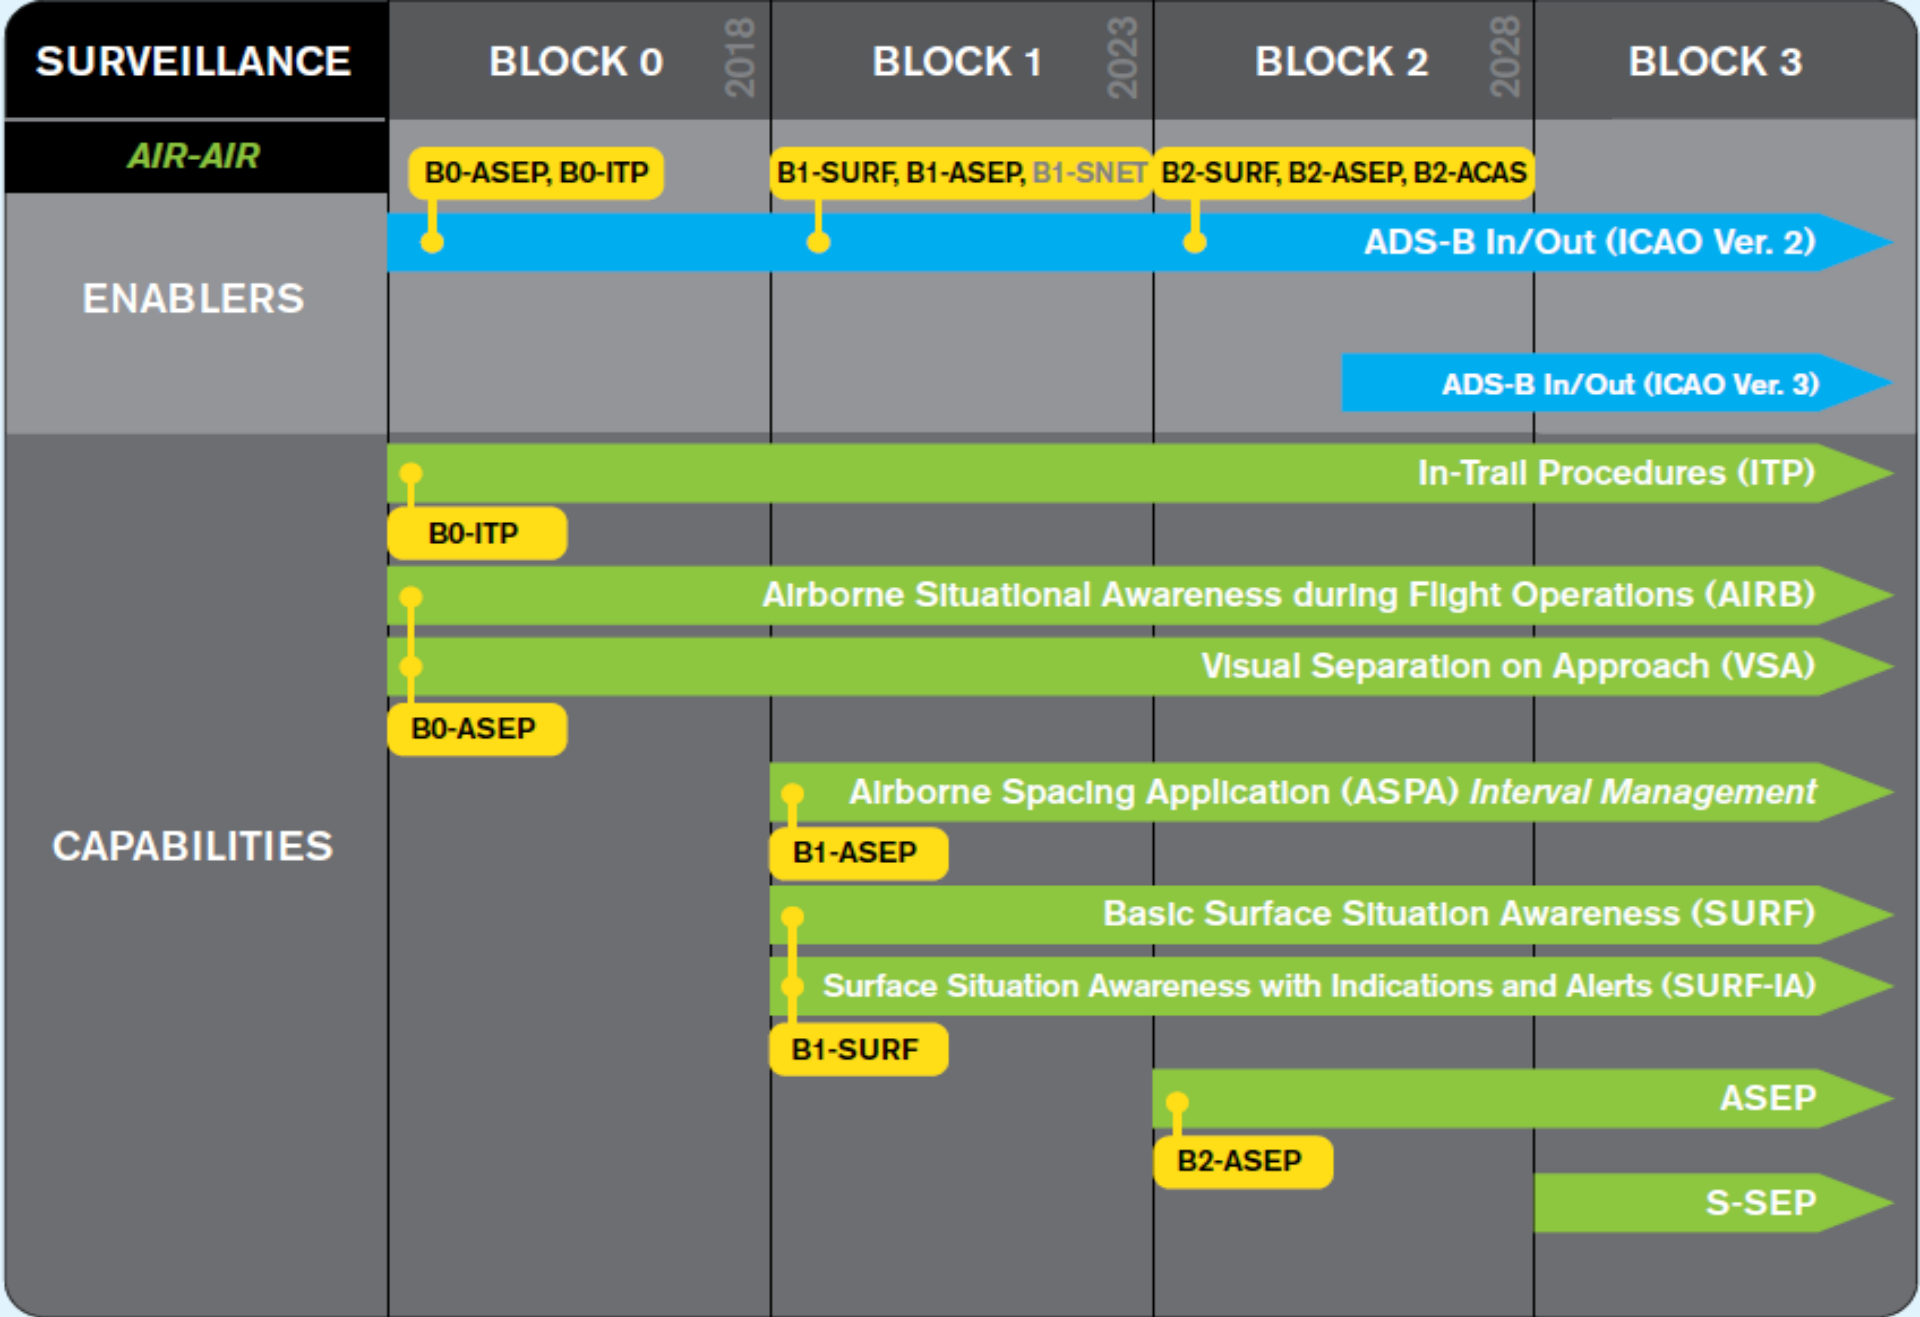 SURVEILLANCE
BLOCK 0
2018
BLOCK 1
2023
BLOCK 2
2028
BLOCK 3
AIR-AIR
B0-ASEP, B0-ITP
B1-SURF, B1-ASEP, B1-SNET
B2-SURF, B2-ASEP, B2-ACAS
ADS-B In/Out (ICAO Ver. 2)
ENABLERS
ADS-B In/Out (ICAO Ver. 3)
In-Trail Procedures (ITP)
B0-ITP
Airborne Situational Awareness during Flight Operations (AIRB)
Visual Separation on Approach (VSA)
B0-ASEP
Airborne Spacing Application (ASPA) Interval Management
CAPABILITIES
B1-ASEP
Basic Surface Situation Awareness (SURF)
Surface Situation Awareness with Indications and Alerts (SURF-IA)
B1-SURF
ASEP
B2-ASEP
S-SEP